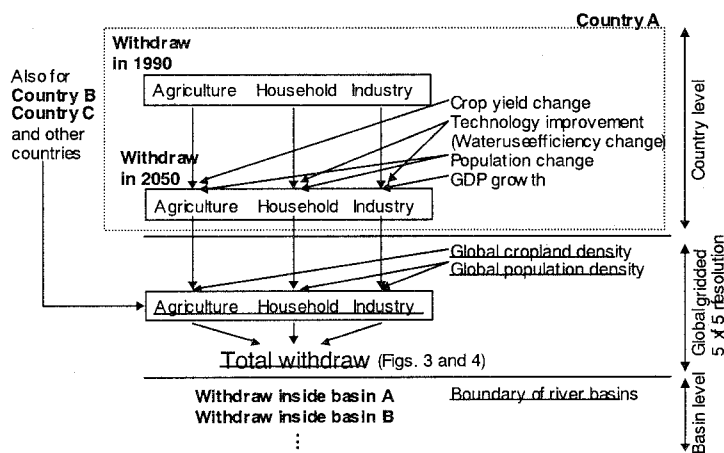 Country A
Withdraw
in 1990
Agriculture Household Industry
Also for
Country B
Country C
and other
countries
Crop yield change
Technology improvement
(Wateruseefficiency change)
Population change
GDP growth
Withdraw
in 2050
Agriculture Household Industry
Country level
Global cropland density
Global population density
Agriculture Household Industry
Total withdraw (Figs. 3 and 4)
Global gridded
5'x5' resolution
Withdraw inside basin A
Withdraw inside basin B
⋮
Boundary of river basins
Basin level